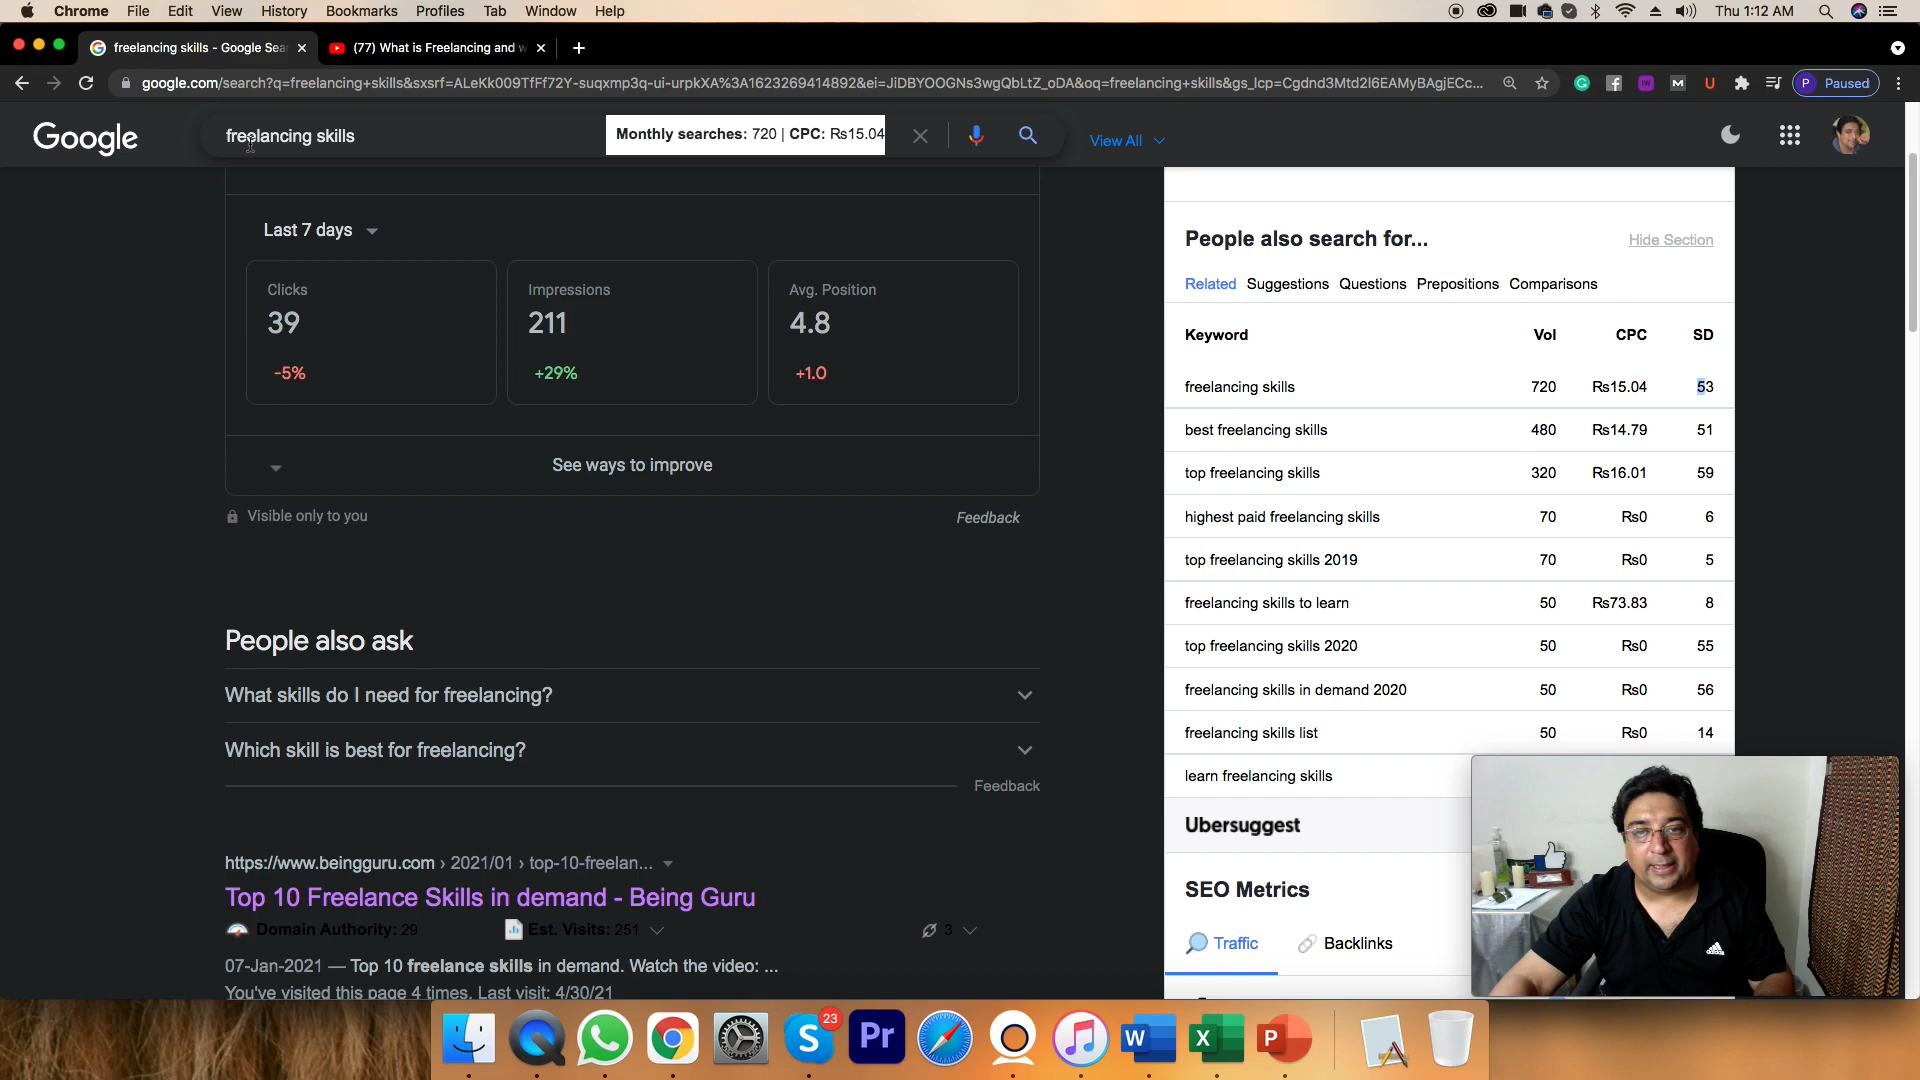 Chrome File Edit View History Bookmarks Profiles Tab Window Help Thu 1:12 AM
freelancing skills - Google Sea (77) What is Freelancing and w
google.com/search?q=freelancing+skills&sxsrf=ALeKk009TfFf72Y-suqxmp3q-ui-urpkXA%3A1623269414892&ei=JiDBYOOGNs3wgQbLtZ_oDA&oq=freelancing+skills&gs_lcp=Cgdnd3Mtd2l6EAMyBAgjECc... Paused
Google freelancing skills Monthly searches: 720 | CPC: Rs15.04 View All
Last 7 days
Clicks
39
-5%
Impressions
211
+29%
Avg. Position
4.8
+1.0
See ways to improve
Visible only to you Feedback
People also ask
What skills do I need for freelancing?
Which skill is best for freelancing?
Feedback
https://www.beingguru.com › 2021/01 › top-10-freelan...
Top 10 Freelance Skills in demand - Being Guru
Domain Authority: 29 Est. Visits: 251 3
07-Jan-2021 — Top 10 freelance skills in demand. Watch the video: ...
You've visited this page 4 times. Last visit: 4/30/21
People also search for... Hide Section
Related Suggestions Questions Prepositions Comparisons
Keyword Vol CPC SD
freelancing skills 720 Rs15.04 53
best freelancing skills 480 Rs14.79 51
top freelancing skills 320 Rs16.01 59
highest paid freelancing skills 70 Rs0 6
top freelancing skills 2019 70 Rs0 5
freelancing skills to learn 50 Rs73.83 8
top freelancing skills 2020 50 Rs0 55
freelancing skills in demand 2020 50 Rs0 56
freelancing skills list 50 Rs0 14
learn freelancing skills
Ubersuggest
SEO Metrics
Traffic Backlinks
23
Pr
W
X
P